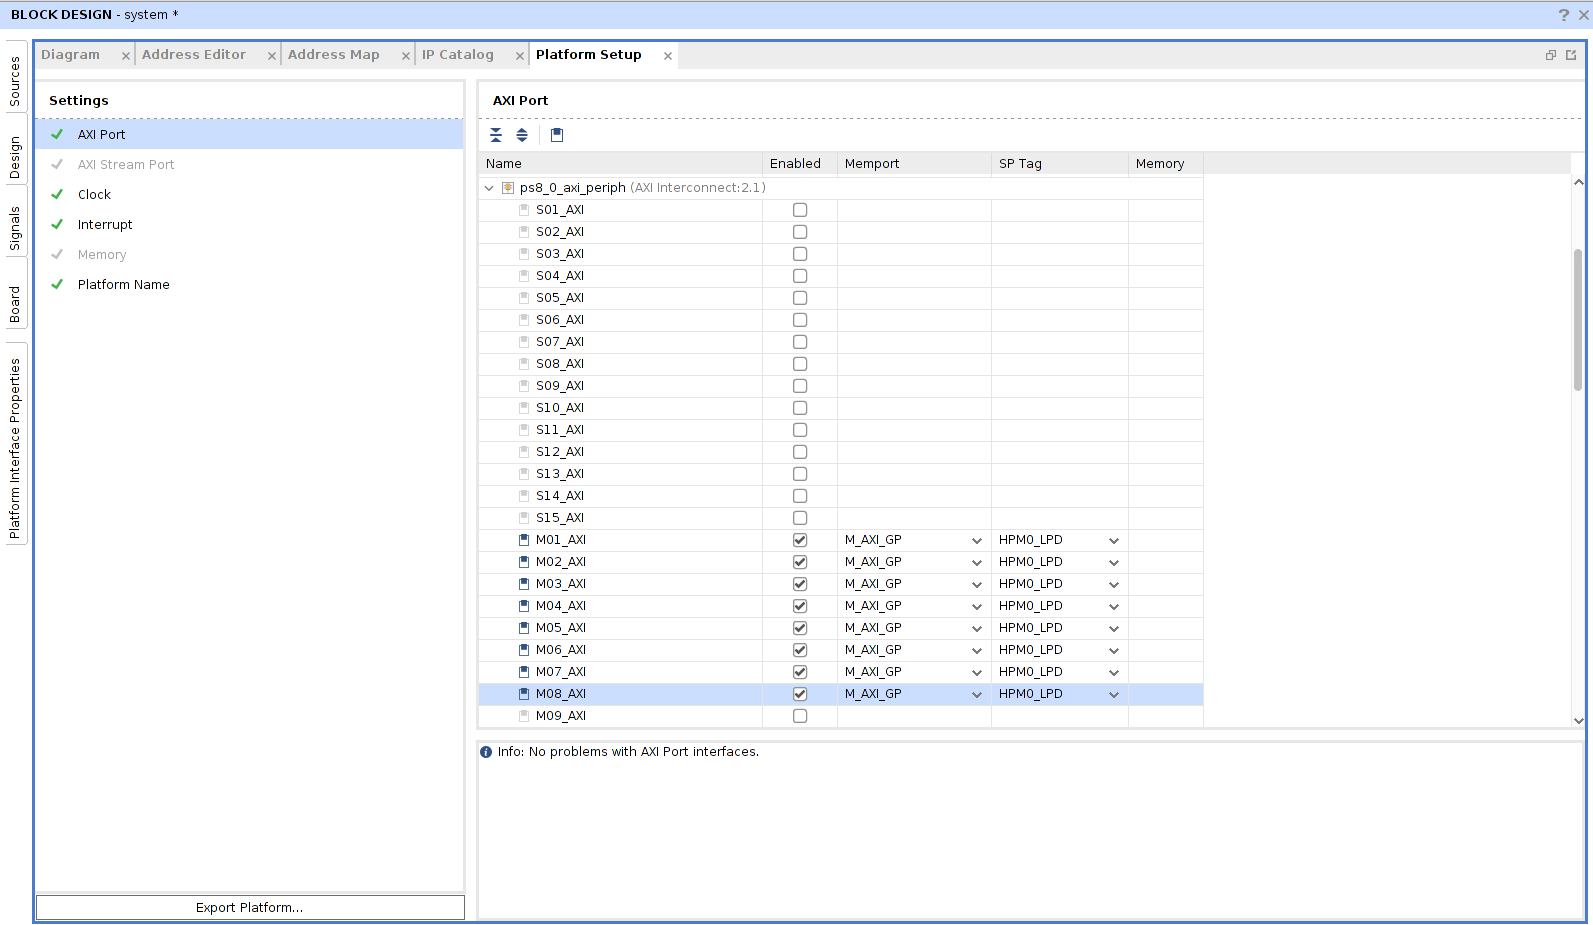 BLOCK DESIGN - system *
Diagram Address Editor Address Map IP Catalog Platform Setup
Sources
Design
Signals
Board
Platform Interface Properties
Settings
AXI Port
AXI Stream Port
Clock
Interrupt
Memory
Platform Name
Export Platform...
AXI Port
Name Enabled Memport SP Tag Memory
ps8_0_axi_periph (AXI Interconnect:2.1)
S01_AXI
S02_AXI
S03_AXI
S04_AXI
S05_AXI
S06_AXI
S07_AXI
S08_AXI
S09_AXI
S10_AXI
S11_AXI
S12_AXI
S13_AXI
S14_AXI
S15_AXI
M01_AXI M_AXI_GP HPM0_LPD
M02_AXI M_AXI_GP HPM0_LPD
M03_AXI M_AXI_GP HPM0_LPD
M04_AXI M_AXI_GP HPM0_LPD
M05_AXI M_AXI_GP HPM0_LPD
M06_AXI M_AXI_GP HPM0_LPD
M07_AXI M_AXI_GP HPM0_LPD
M08_AXI M_AXI_GP HPM0_LPD
M09_AXI
Info: No problems with AXI Port interfaces.